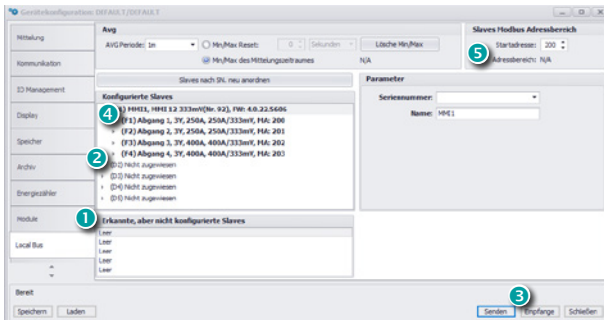 Gerätekonfiguration: DEFAULT/DEFAULT
Mitteilung
Kommunikation
IO Management
Display
Speicher
Archiv
Energiezähler
Module
Local Bus
Avg
AVG Periode: 1m
Min/Max Reset: 0 Sekunden
Lösche Min/Max
Min/Max des Mittelungszeitraumes N/A
Slaves Modbus Adressbereich
Startadresse: 200
5
Adressbereich: N/A
Slaves nach SN. neu anordnen
Konfigurierte Slaves
4
MMI1, MMI 12 333mV(Nr. 92), FW: 4.0.22.5606
(F1) Abgang 1, 3Y, 250A, 250A/333mY, MA: 200
(F2) Abgang 2, 3Y, 250A, 250A/333mY, MA: 201
(F3) Abgang 3, 3Y, 400A, 400A/333mY, MA: 202
(F4) Abgang 4, 3Y, 400A, 400A/333mY, MA: 203
2
(D2) Nicht zugewiesen
(D3) Nicht zugewiesen
(D4) Nicht zugewiesen
(D5) Nicht zugewiesen
1
Erkannte, aber nicht konfigurierte Slaves
Leer
Leer
Leer
Leer
Leer
Parameter
Seriennummer:
Name: MMI1
Bereit
3
Speichern
Laden
Senden
Empfange
Schließen